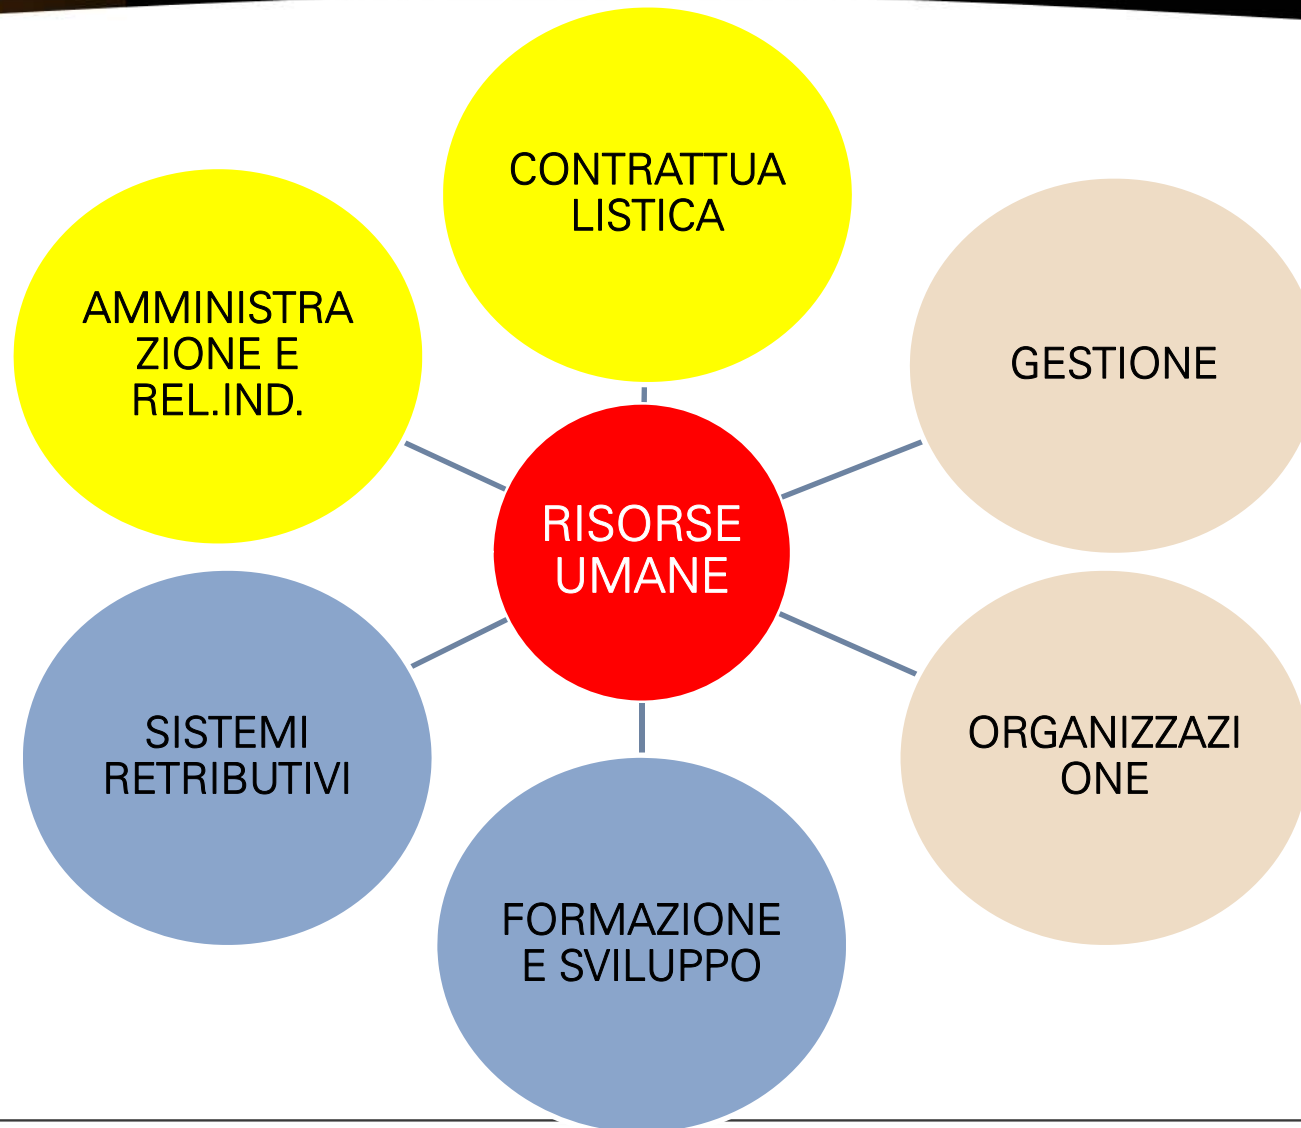 CONTRATTUA
LISTICA
AMMINISTRA
ZIONE E
REL.IND.
GESTIONE
RISORSE
UMANE
SISTEMI
RETRIBUTIVI
ORGANIZZAZI
ONE
FORMAZIONE
E SVILUPPO